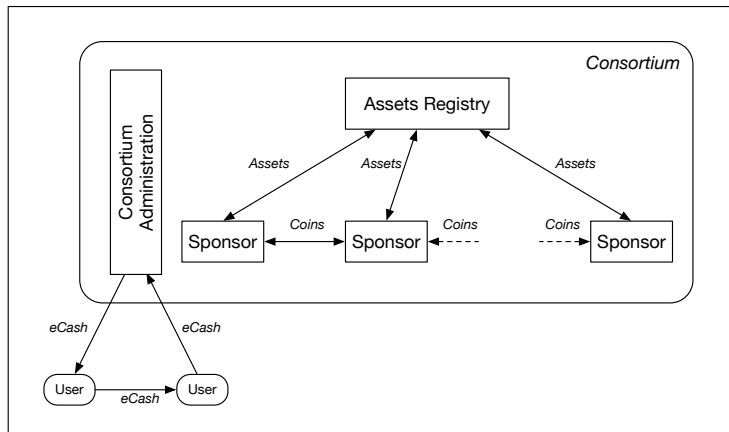 Consortium
Assets Registry
Consortium
Administration
Assets
Assets
Assets
Coins
Coins
Coins
Sponsor
Sponsor
Sponsor
eCash
eCash
User
User
eCash